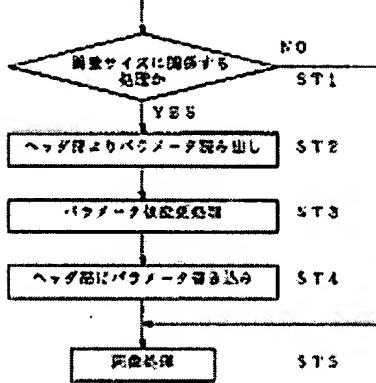 NO
画像サイズに関係する
処理か
ST1
YES
ヘッダ部よりパラメータ読み出し
ST2
パラメータ値変更処理
ST3
ヘッダ部にパラメータ書き込み
ST4
画像処理
ST5